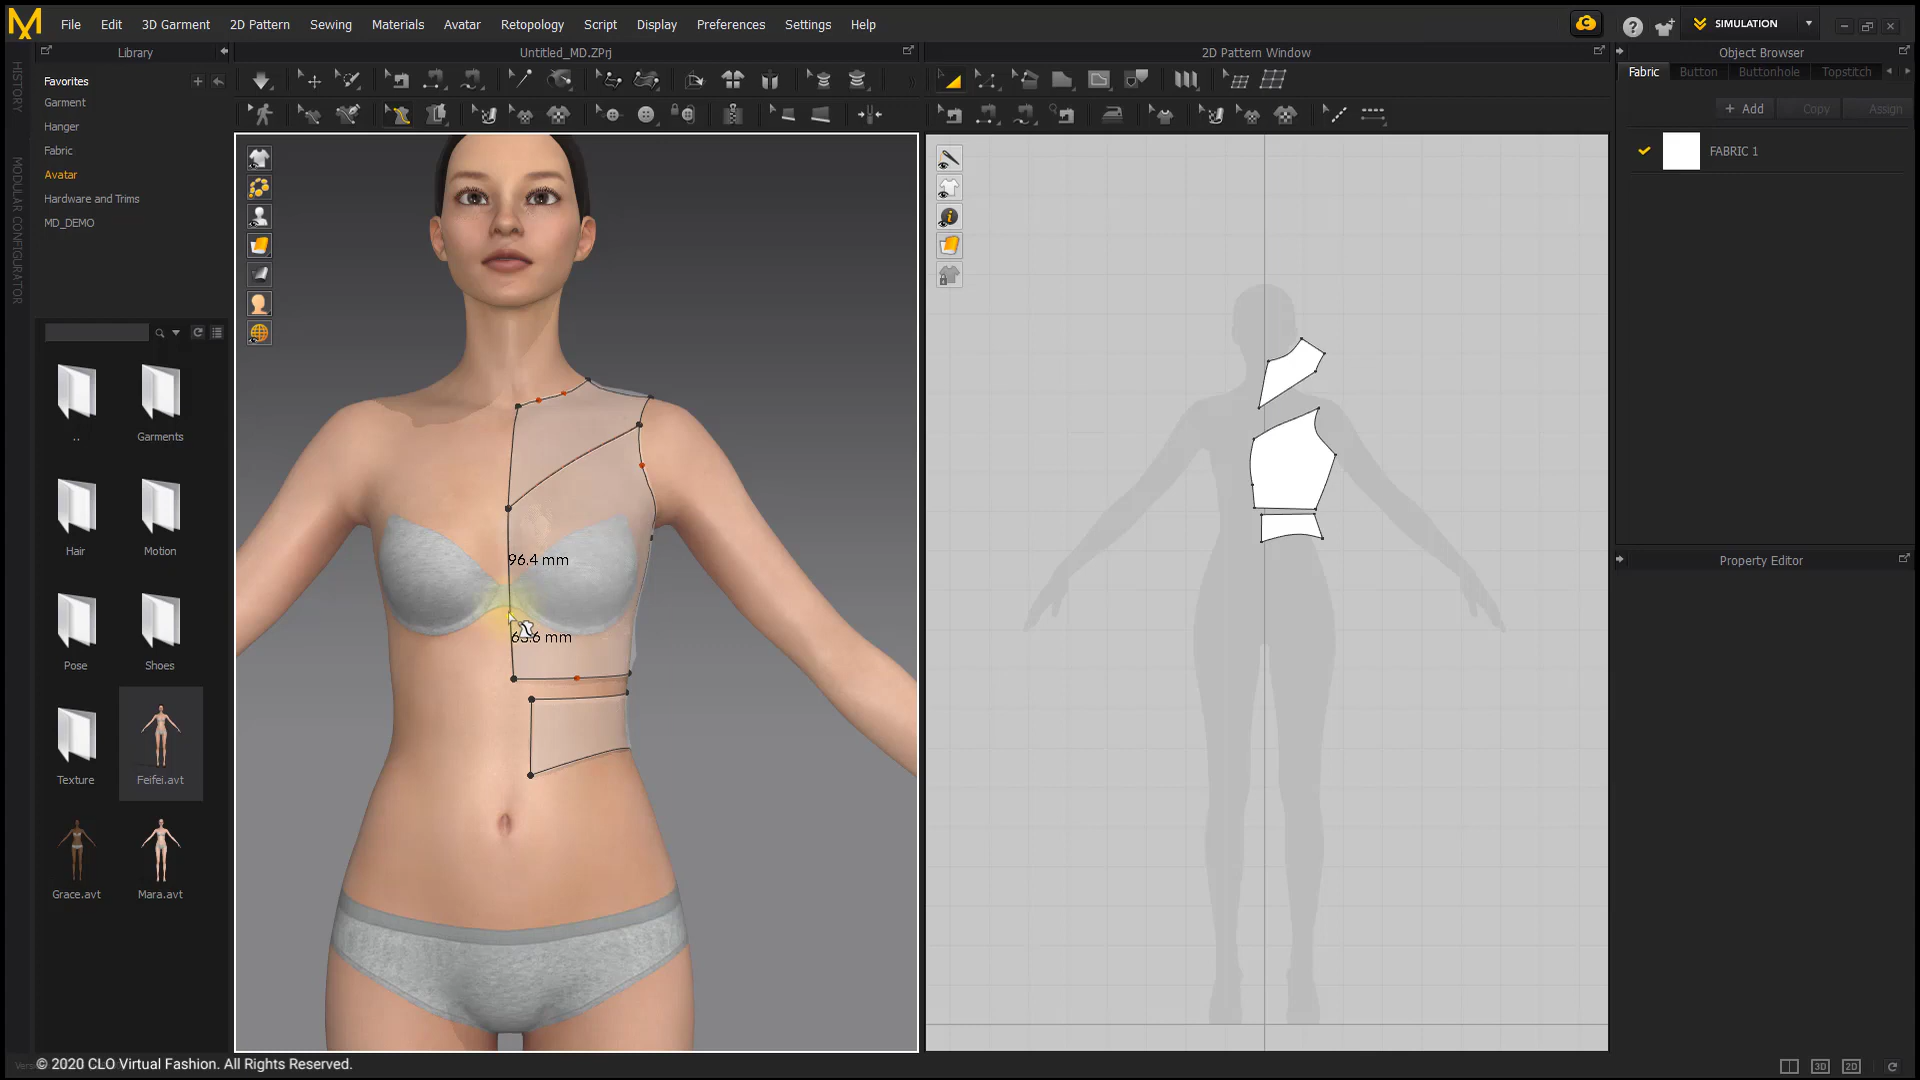 File Edit 3D Garment 2D Pattern Sewing Materials Avatar Retopology Script Display Preferences Settings Help
SIMULATION
Library
Untitled_MD.ZPrj
2D Pattern Window
Object Browser
HISTORY
MODULAR CONFIGURATOR
Favorites
Garment
Hanger
Fabric
Avatar
Hardware and Trims
MD_DEMO
Fabric Button Buttonhole Topstitch
+ Add Copy Assign
FABRIC 1
..
Garments
Hair
Motion
Pose
Shoes
Texture
Feifei.avt
Grace.avt
Mara.avt
96.4 mm
mm
Property Editor
© 2020 CLO Virtual Fashion. All Rights Reserved.
3D 2D